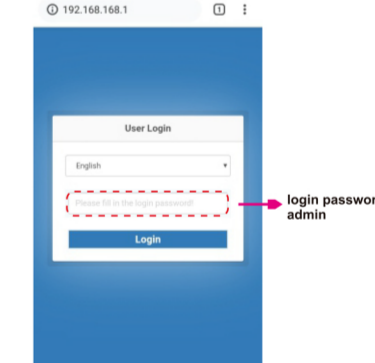 192.168.168.1
1
User Login
English
Please fill in the login password!
Login
login passwor
admin